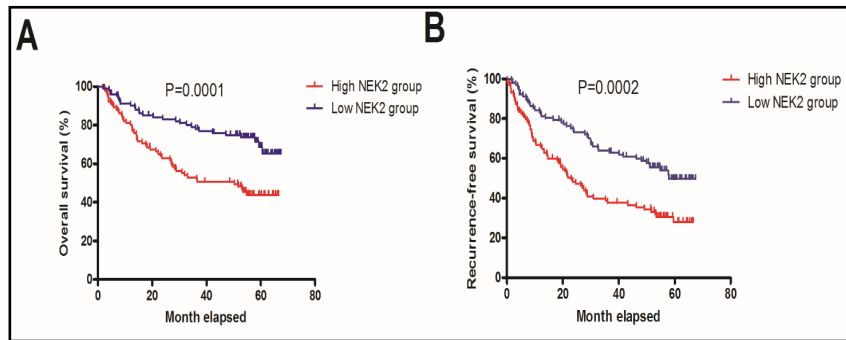 A
P=0.0001
High NEK2 group
Low NEK2 group
Overall survival (%)
100
80
60
40
20
0
0 20 40 60 80
Month elapsed
B
P=0.0002
High NEK2 group
Low NEK2 group
Recurrence-free survival (%)
100
80
60
40
20
0
0 20 40 60 80
Month elapsed